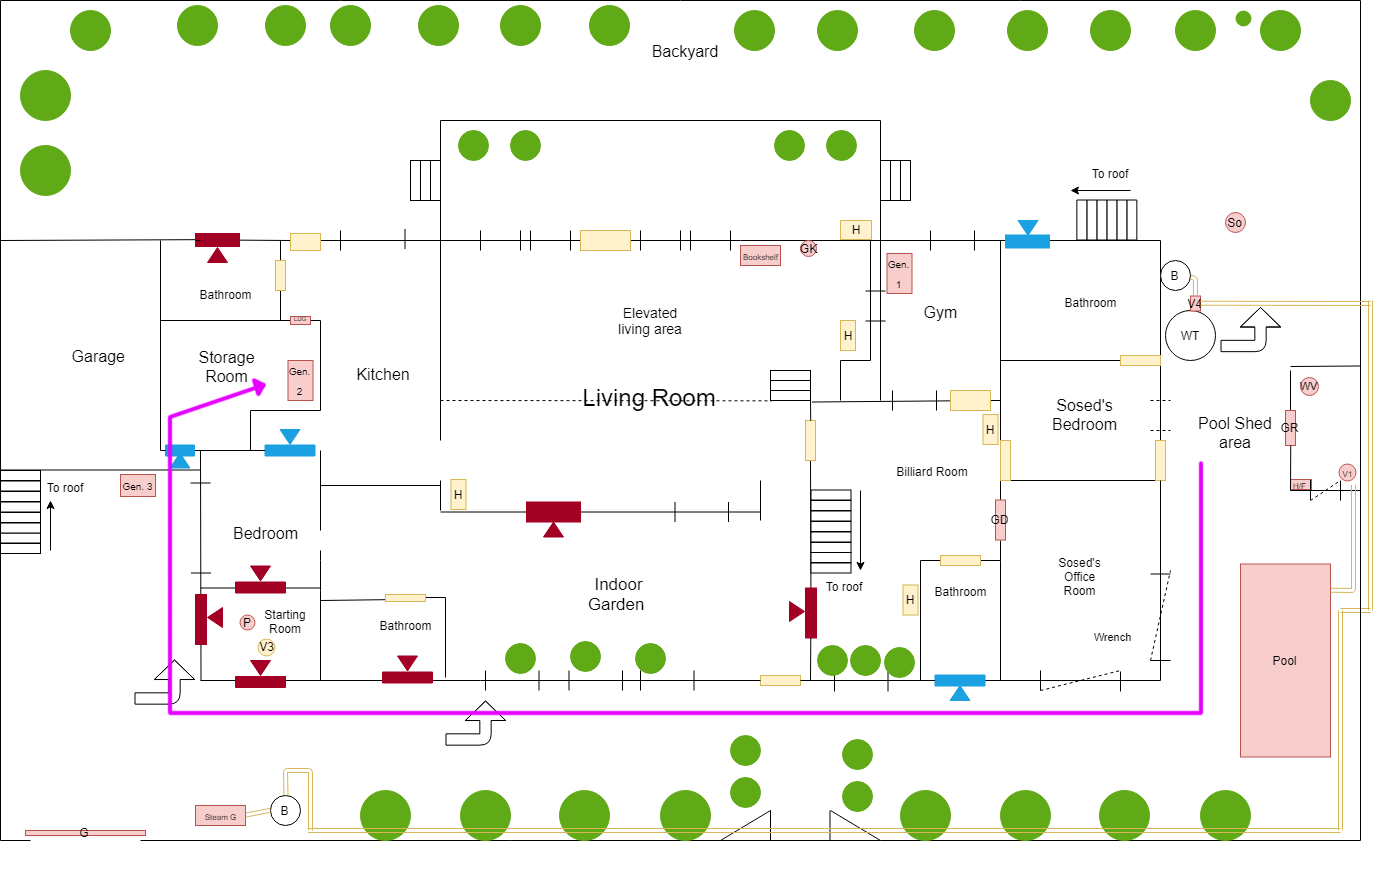 Backyard
To roof
So
H
GK
Bookshelf
Gen.
1
B
Bathroom
Bathroom
V4
Gym
Elevated
living area
LOG
WT
H
Garage
Storage
Room
Gen.
2
Kitchen
WV
Living Room
Sosed's
Bedroom
Pool Shed
area
GR
H
Billiard Room
V1
To roof
Gen. 3
H/F
H
GD
Bedroom
Sosed's
Office
Room
Indoor
Garden
To roof
Bathroom
H
P
Starting
Room
Bathroom
Wrench
V3
Pool
Steam G
B
G